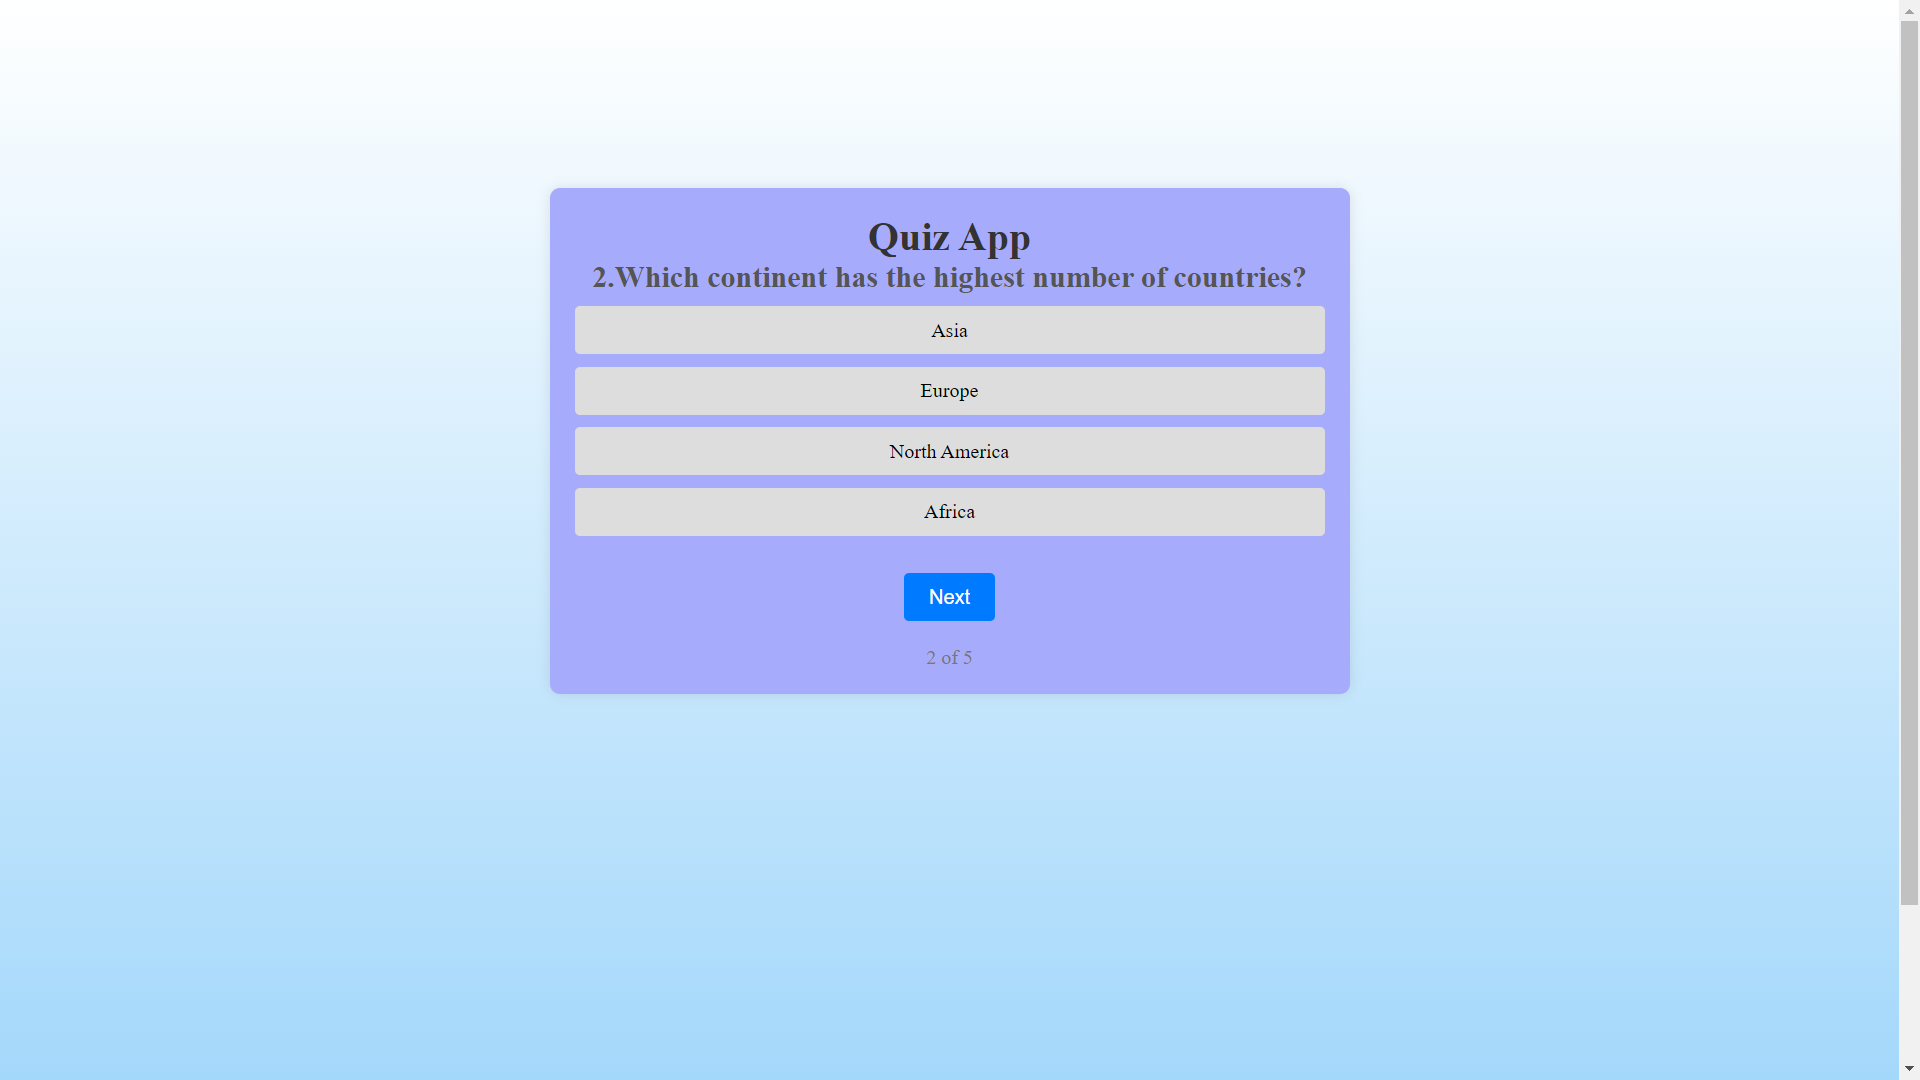 Quiz App
2.Which continent has the highest number of countries?
Asia
Europe
North America
Africa
Next
2 of 5